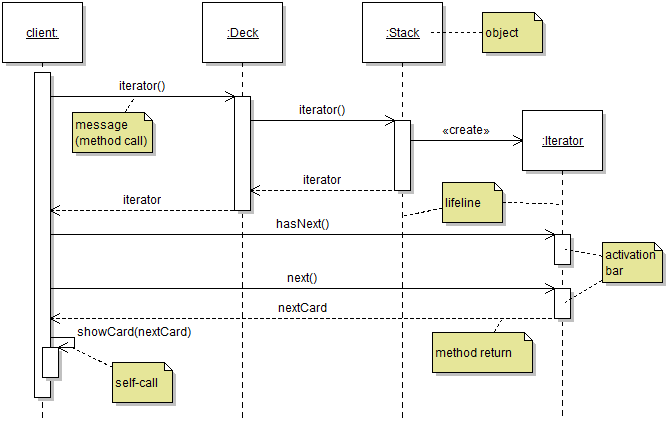 client:
:Deck
:Stack
object
iterator()
iterator()
message
(method call)
«create»
:Iterator
iterator
iterator
lifeline
hasNext()
activation
bar
next()
nextCard
showCard(nextCard)
method return
self-call